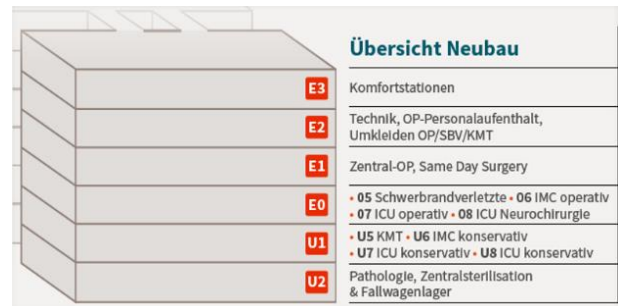 Übersicht Neubau
E3 Komfortstationen
E2 Technik, OP-Personalaufenthalt,
Umkleiden OP/SBV/KMT
E1 Zentral-OP, Same Day Surgery
E0 • 05 Schwerbrandverletzte • 06 IMC operativ
• 07 ICU operativ • 08 ICU Neurochirurgie
U1 • U5 KMT • U6 IMC konservativ
• U7 ICU konservativ • U8 ICU konservativ
U2 Pathologie, Zentralsterilisation
& Fallwagenlager